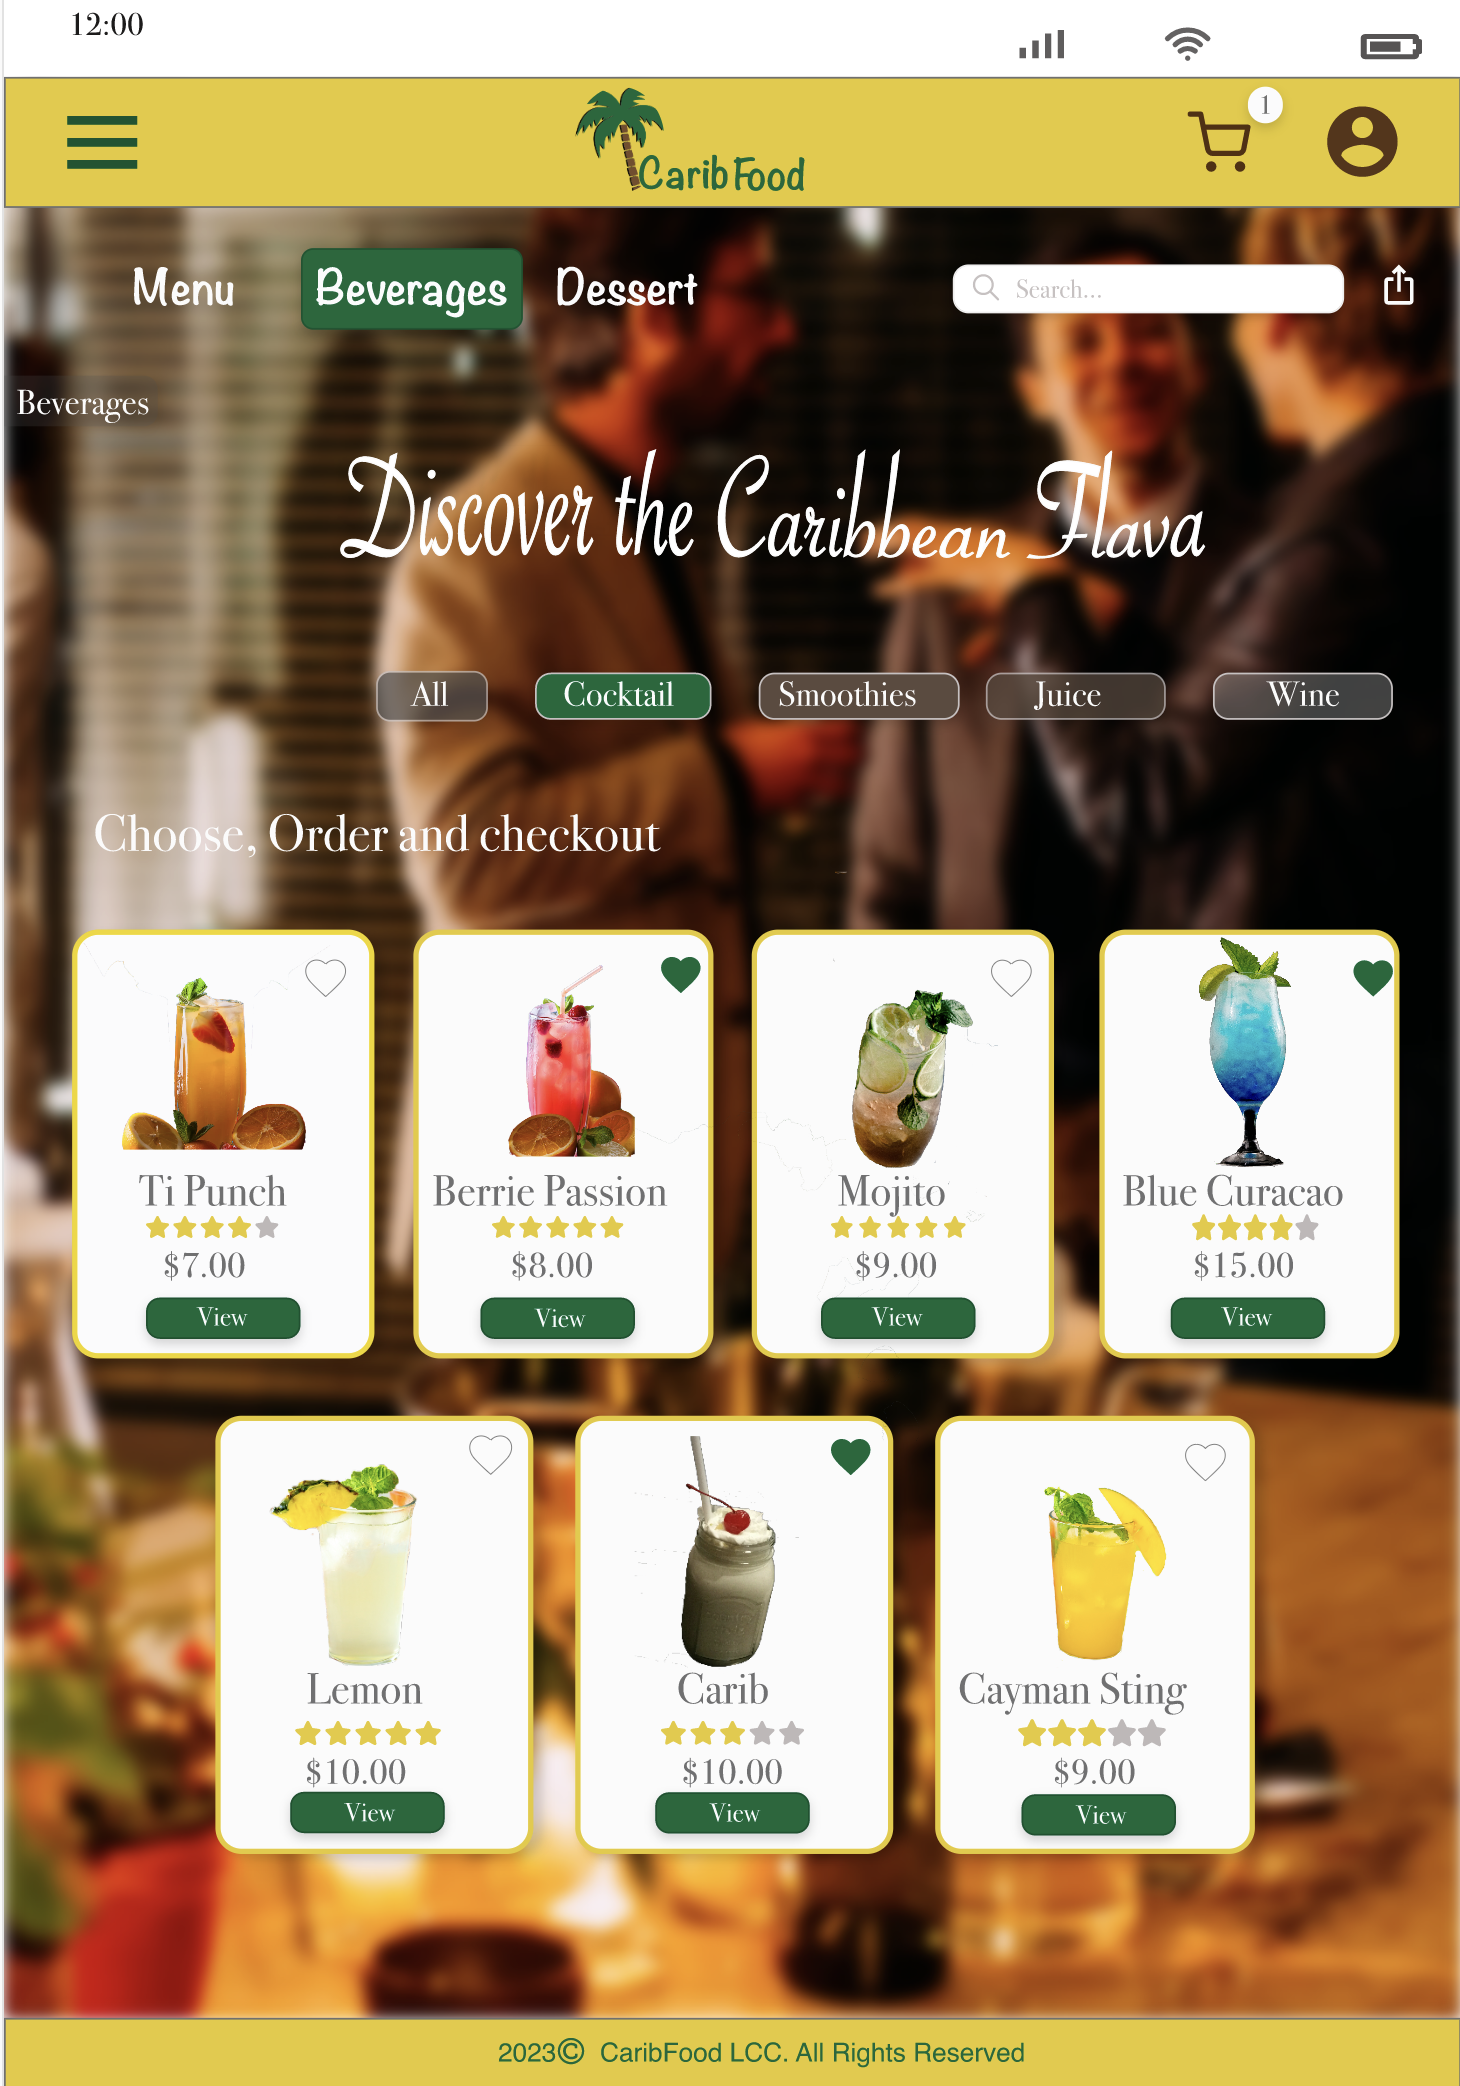 12:00
1
Carib Food
Menu Beverages Dessert Search...
Beverages
Discover the Caribbean Flava
All Cocktail Smoothies Juice Wine
Choose, Order and checkout
Ti Punch Berrie Passion Mojito Blue Curacao
$7.00 $8.00 $9.00 $15.00
View View View View
Lemon Carib Cayman Sting
$10.00 $10.00 $9.00
View View View
2023© CaribFood LCC. All Rights Reserved